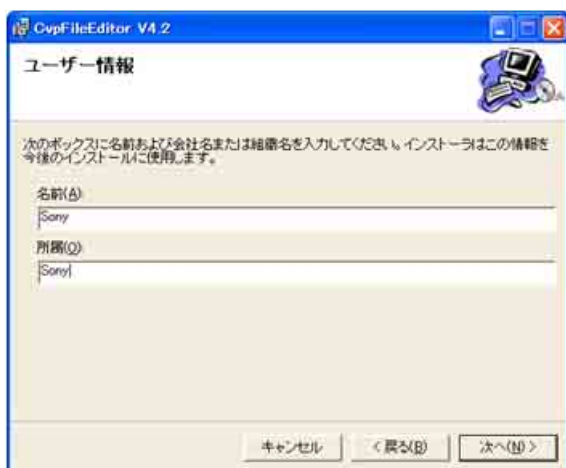 CvpFileEditor V4.2
ユーザー情報
次のボックスに名前および会社名または組織名を入力してください。インストーラはこの情報を
今後のインストールに使用します。
名前(A)
Sony
所属(O)
Sony
キャンセル
< 戻る(B)
次へ(N) >